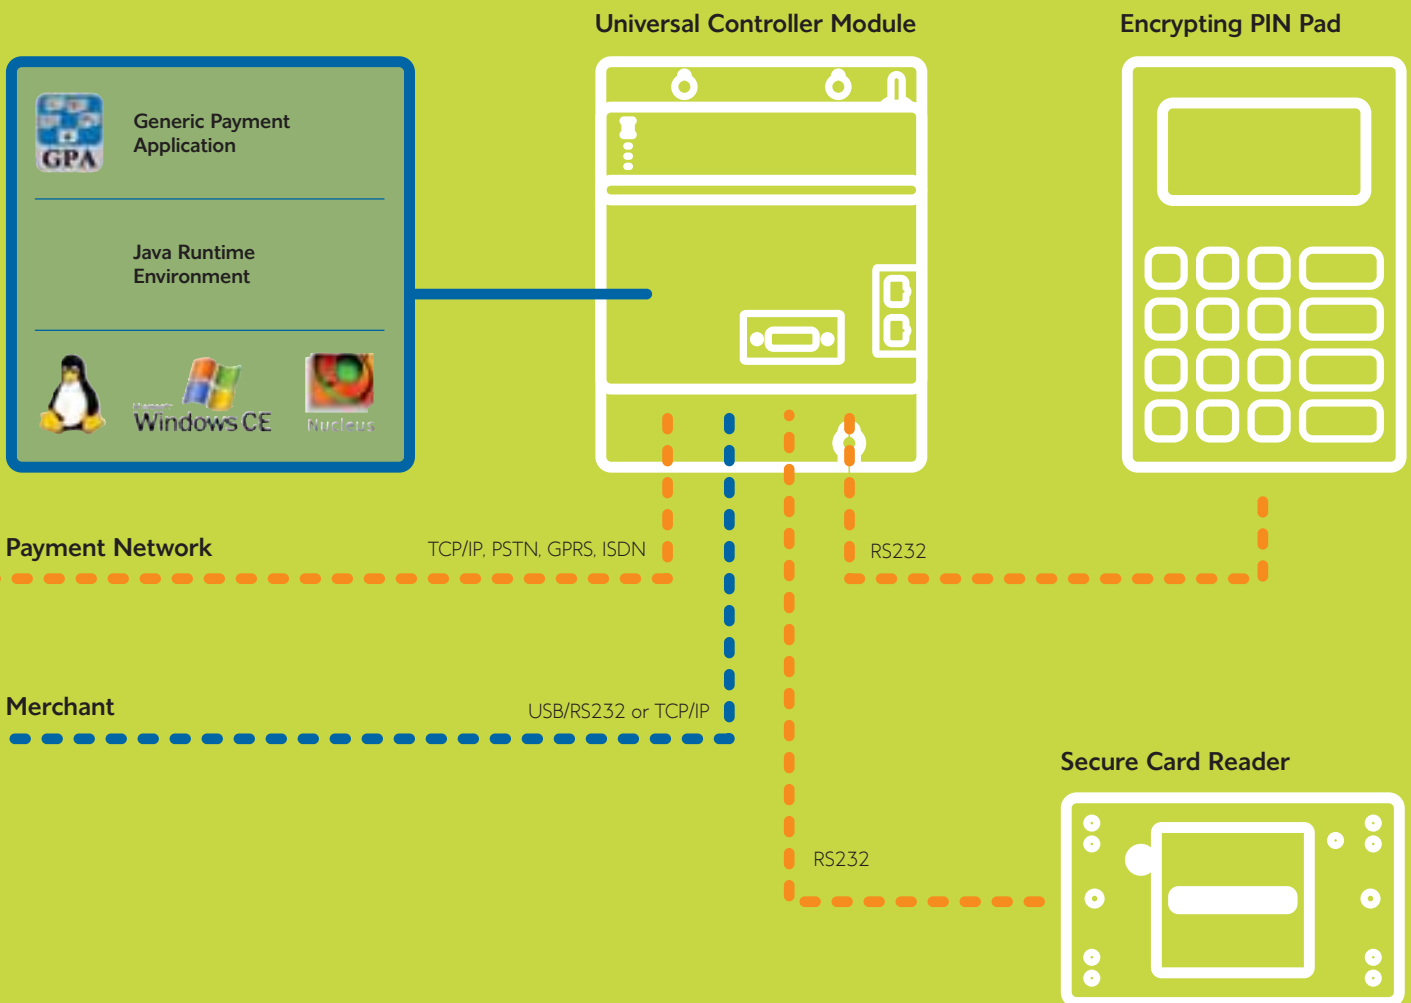 Universal Controller Module
Encrypting PIN Pad
GPA
Generic Payment
Application
Java Runtime
Environment
Windows CE
Nucleus
Payment Network
TCP/IP, PSTN, GPRS, ISDN
RS232
Merchant
USB/RS232 or TCP/IP
Secure Card Reader
RS232